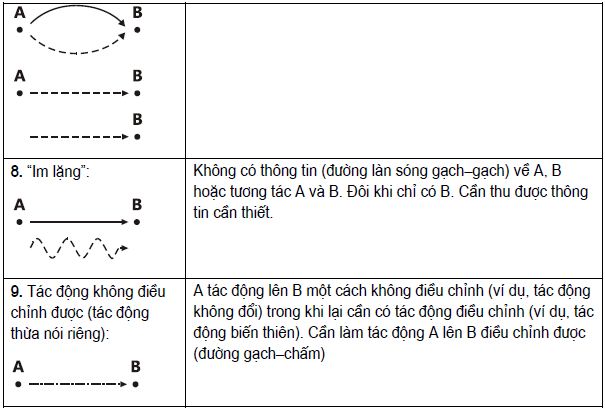 A B
A B
B
8. “Im lặng”:
A B
Không có thông tin (đường làn sóng gạch–gạch) về A, B
hoặc tương tác A và B. Đôi khi chỉ có B. Cần thu được thông
tin cần thiết.
9. Tác động không điều
chỉnh được (tác động
thừa nói riêng):
A B
A tác động lên B một cách không điều chỉnh (ví dụ, tác động
không đổi) trong khi lại cần có tác động điều chỉnh (ví dụ, tác
động biến thiên). Cần làm tác động A lên B điều chỉnh được
(đường gạch–chấm)